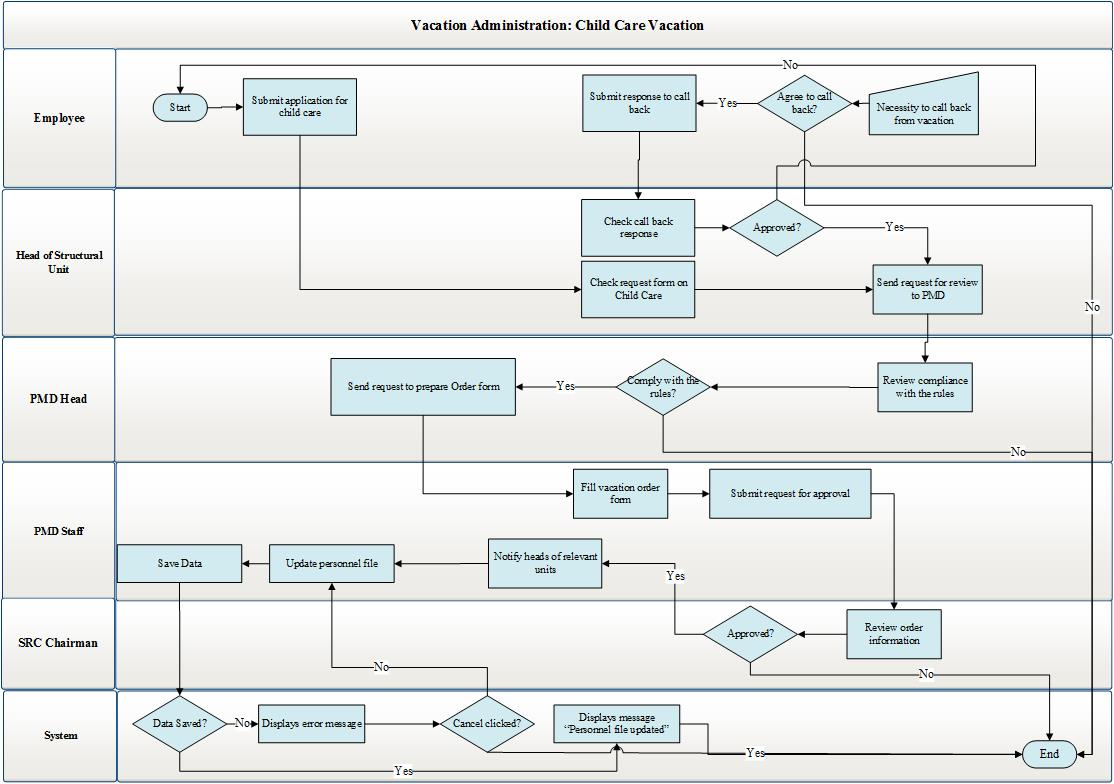 Vacation Administration: Child Care Vacation
No
Employee
Start
Submit application for
child care
Submit response to call
back
Yes
Agree to call
back?
Necessity to call back
from vacation
Head of Structural
Unit
Check call back
response
Approved?
Yes
Check request form on
Child Care
Send request for review
to PMD
No
PMD Head
Send request to prepare Order form
Yes
Comply with the
rules?
Review compliance
with the rules
No
PMD Staff
Fill vacation order
form
Submit request for approval
Save Data
Update personnel file
Notify heads of relevant
units
Yes
SRC Chairman
Approved?
Review order
information
No
No
System
Data Saved?
No
Displays error message
Cancel clicked?
Displays message
“Personnel file updated”
Yes
End
Yes